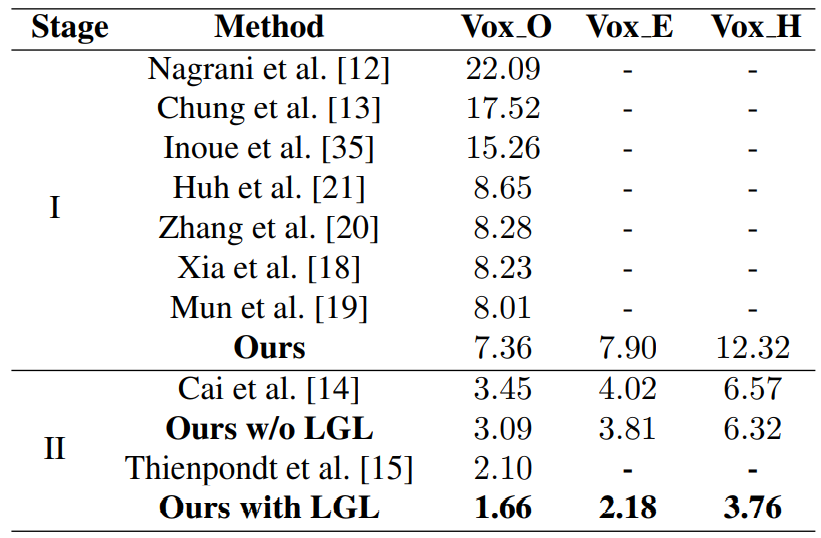 Stage Method Vox_O Vox_E Vox_H
Nagrani et al. [12] 22.09 - -
Chung et al. [13] 17.52 - -
Inoue et al. [35] 15.26 - -
Huh et al. [21] 8.65 - -
I Zhang et al. [20] 8.28 - -
Xia et al. [18] 8.23 - -
Mun et al. [19] 8.01 - -
Ours 7.36 7.90 12.32
Cai et al. [14] 3.45 4.02 6.57
Ours w/o LGL 3.09 3.81 6.32
II Thienpondt et al. [15] 2.10 - -
Ours with LGL 1.66 2.18 3.76